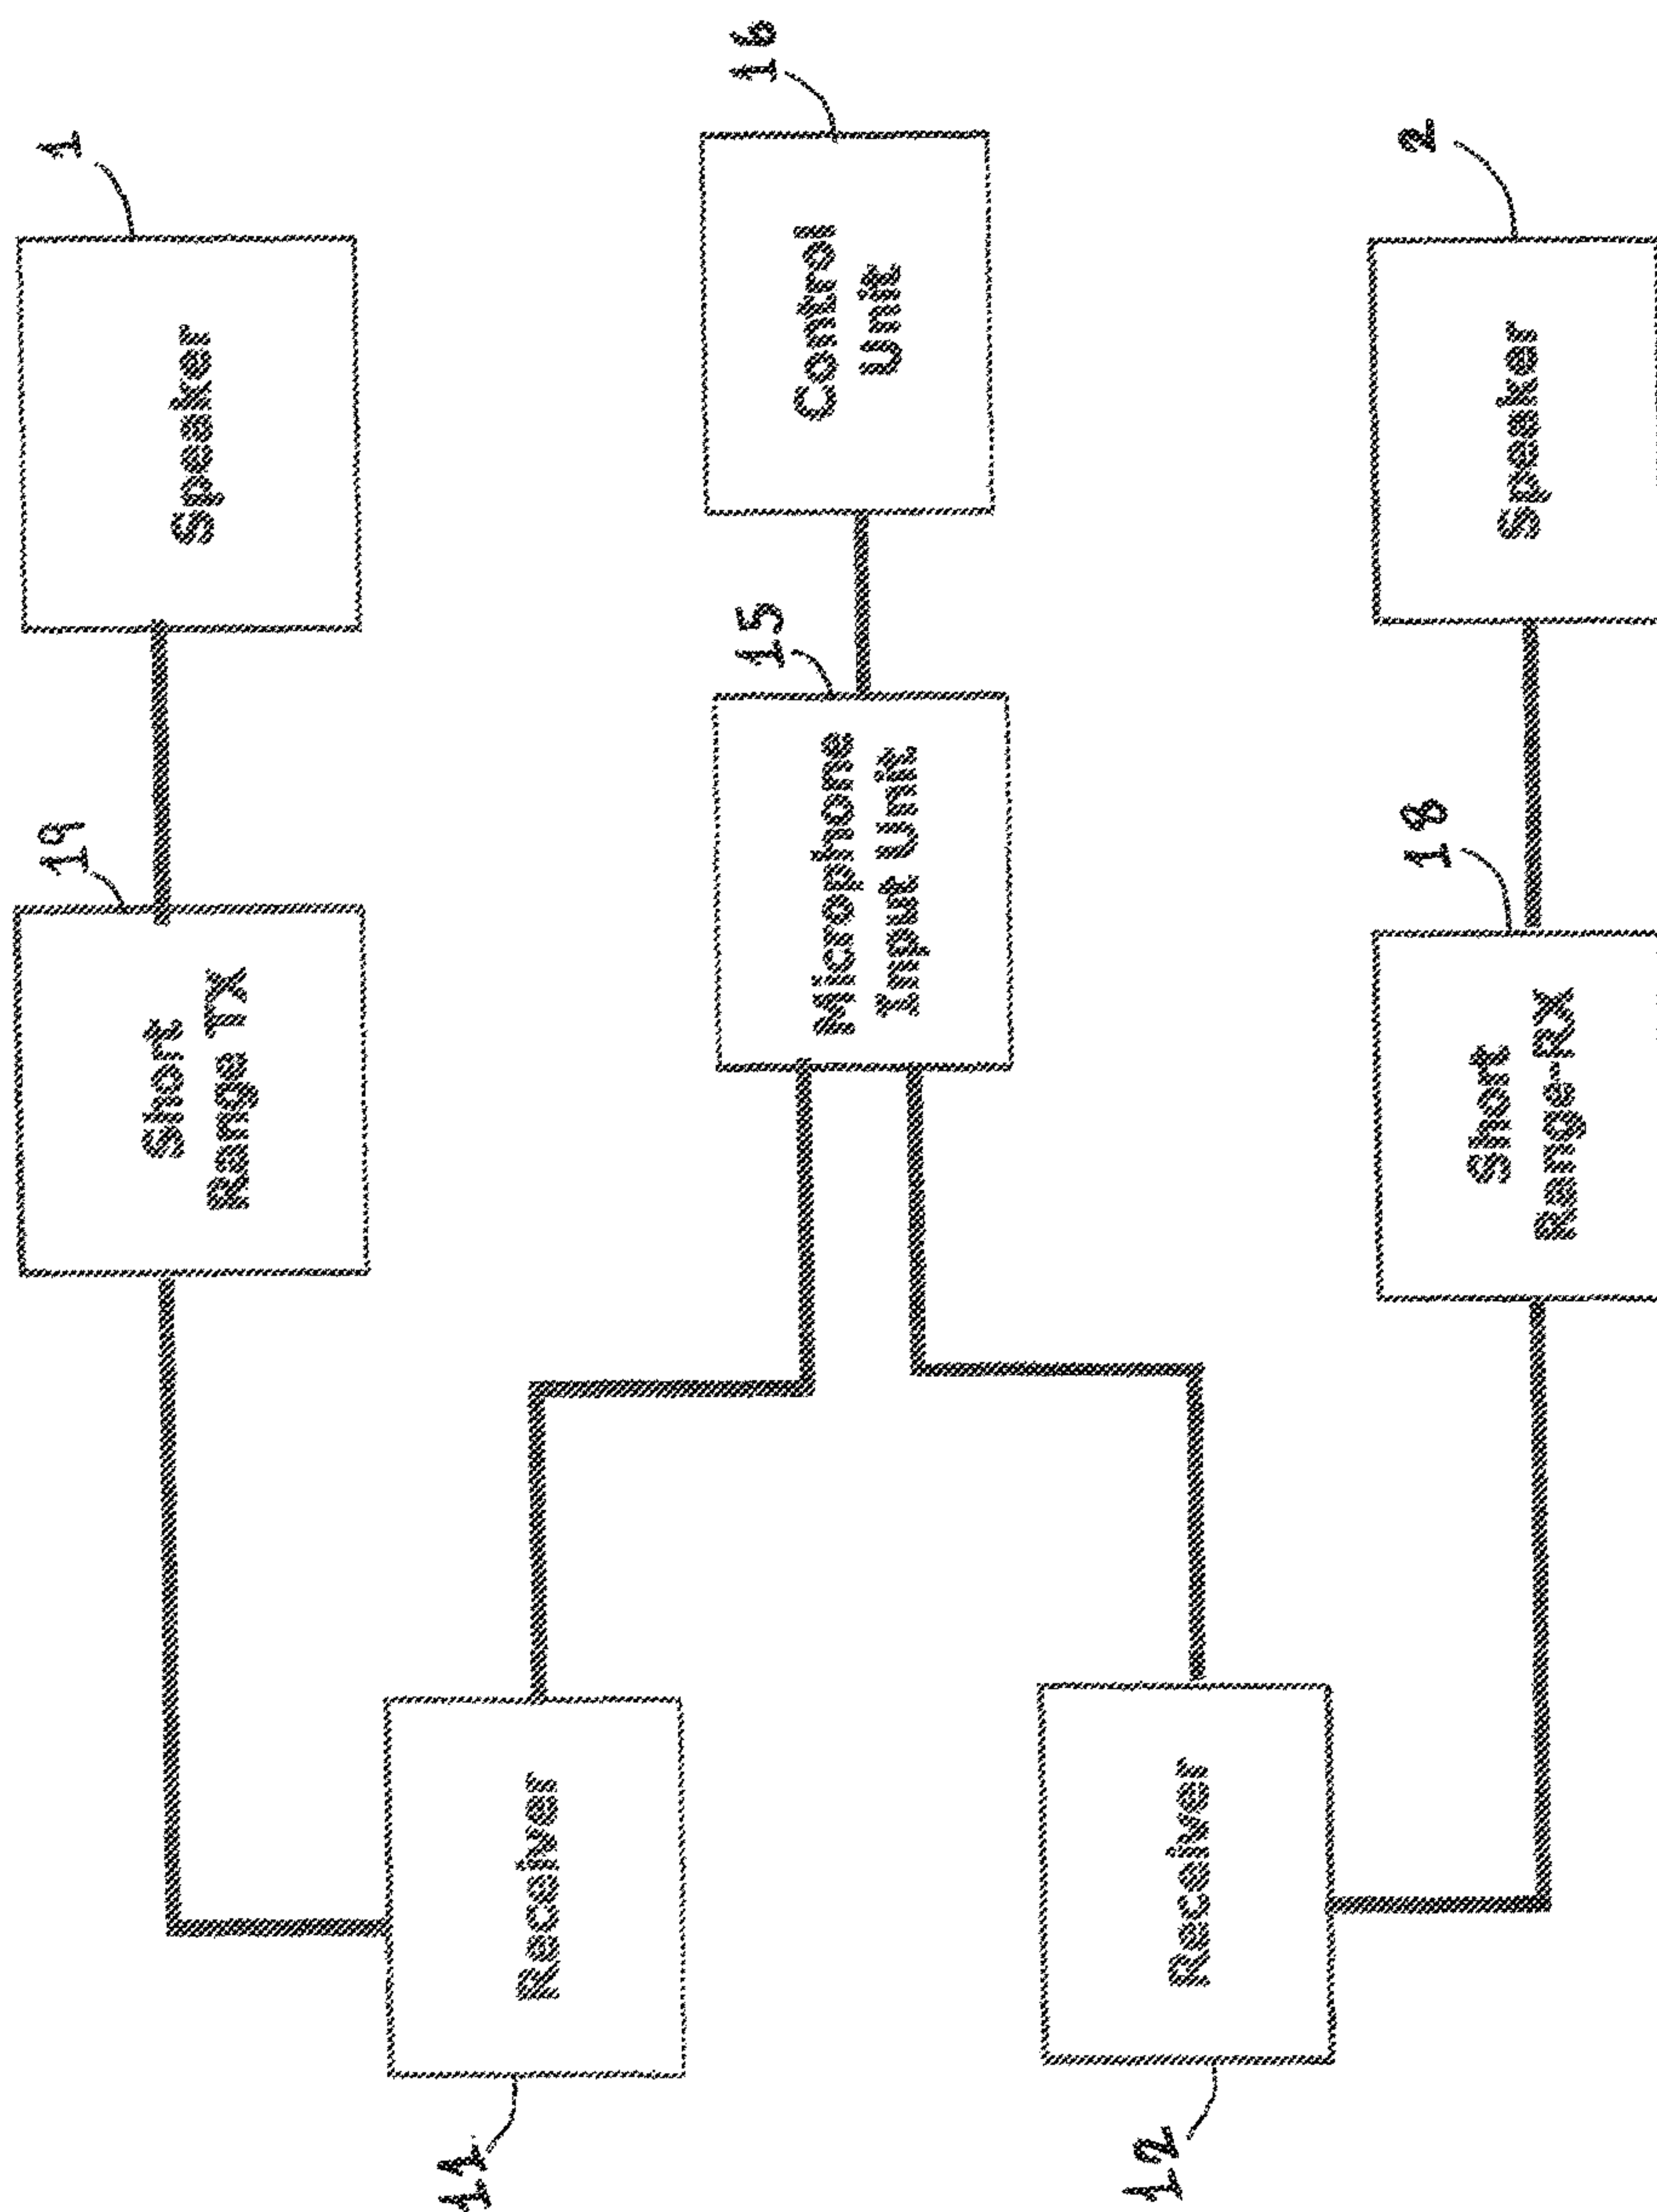 19
1
Short
Range TX
Speaker
11
Receiver
15
16
Microphone
Input Unit
Control
Unit
12
Receiver
18
2
Short
Range-RX
Speaker